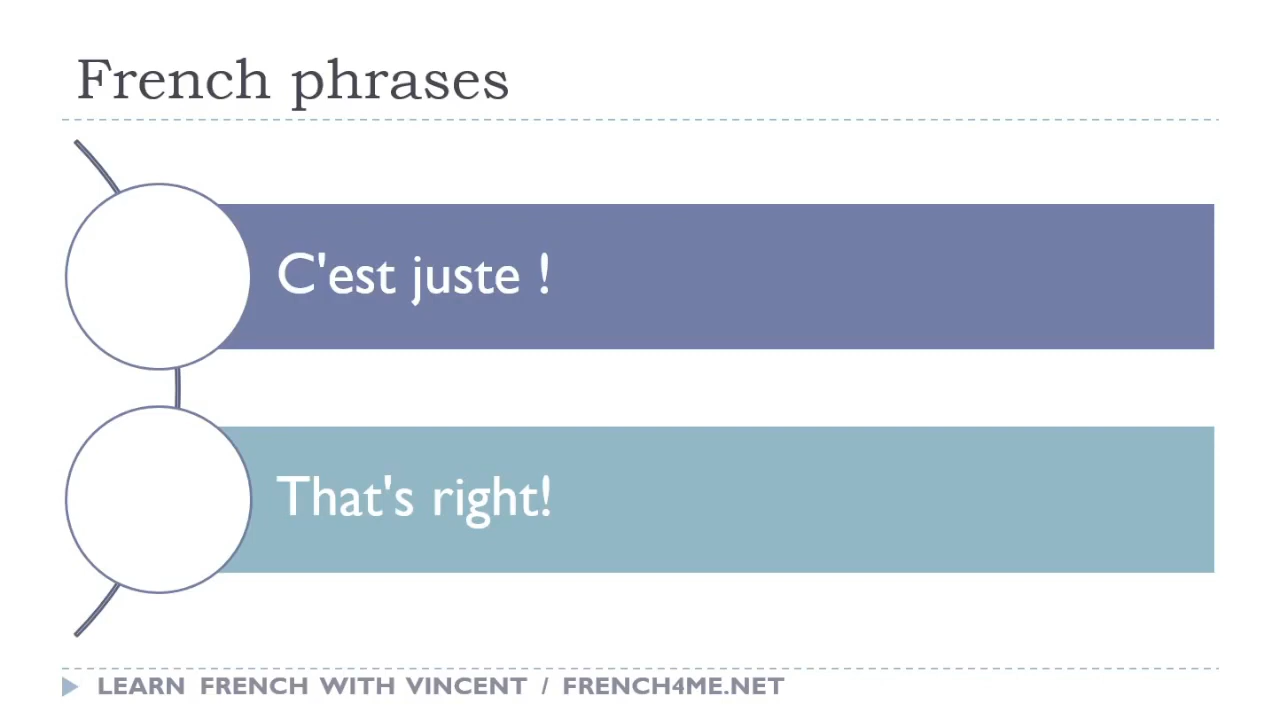 French phrases
C'est juste !
That's right!
LEARN FRENCH WITH VINCENT / FRENCH4ME.NET